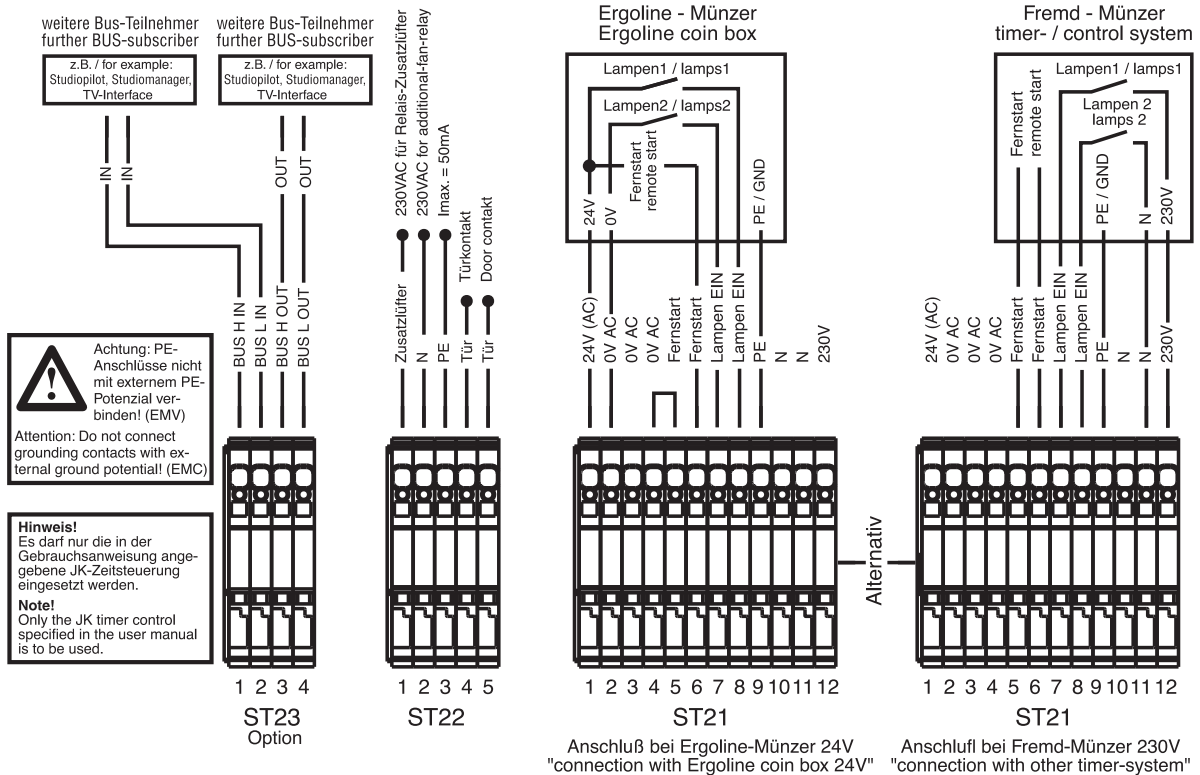 weitere Bus-Teilnehmer
further BUS-subscriber
z.B. / for example:
Studiopilot, Studiomanager,
TV-Interface
weitere Bus-Teilnehmer
further BUS-subscriber
z.B. / for example:
Studiopilot, Studiomanager,
TV-Interface
IN
IN
OUT
OUT
BUS H IN
BUS L IN
BUS H OUT
BUS L OUT
230VAC für Relais-Zusatzlüfter
230VAC for additional-fan-relay
Imax. = 50mA
Türkontakt
Door contact
Zusatzlüfter
N
PE
Tür
Tür
Ergoline - Münzer
Ergoline coin box
Lampen1 / lamps1
Lampen2 / lamps2
Fernstart
remote start
24V
0V
PE / GND
24V (AC)
0V AC
0V AC
0V AC
Fernstart
Fernstart
Lampen EIN
Lampen EIN
PE
N
N
230V
Fremd - Münzer
timer- / control system
Lampen1 / lamps1
Lampen 2
lamps 2
Fernstart
remote start
PE / GND
N
230V
24V (AC)
0V AC
0V AC
0V AC
Fernstart
Fernstart
Lampen EIN
Lampen EIN
PE
N
N
230V
Achtung: PE-
Anschlüsse nicht
mit externem PE-
Potenzial ver-
binden! (EMV)
Attention: Do not connect
grounding contacts with ex-
ternal ground potential! (EMC)
Hinweis!
Es darf nur die in der
Gebrauchsanweisung ange-
gebene JK-Zeitsteuerung
eingesetzt werden.
Note!
Only the JK timer control
specified in the user manual
is to be used.
Alternativ
1 2 3 4
ST23
Option
1 2 3 4 5
ST22
1 2 3 4 5 6 7 8 9 10 11 12
ST21
Anschluß bei Ergoline-Münzer 24V
"connection with Ergoline coin box 24V"
1 2 3 4 5 6 7 8 9 10 11 12
ST21
Anschlufl bei Fremd-Münzer 230V
"connection with other timer-system"